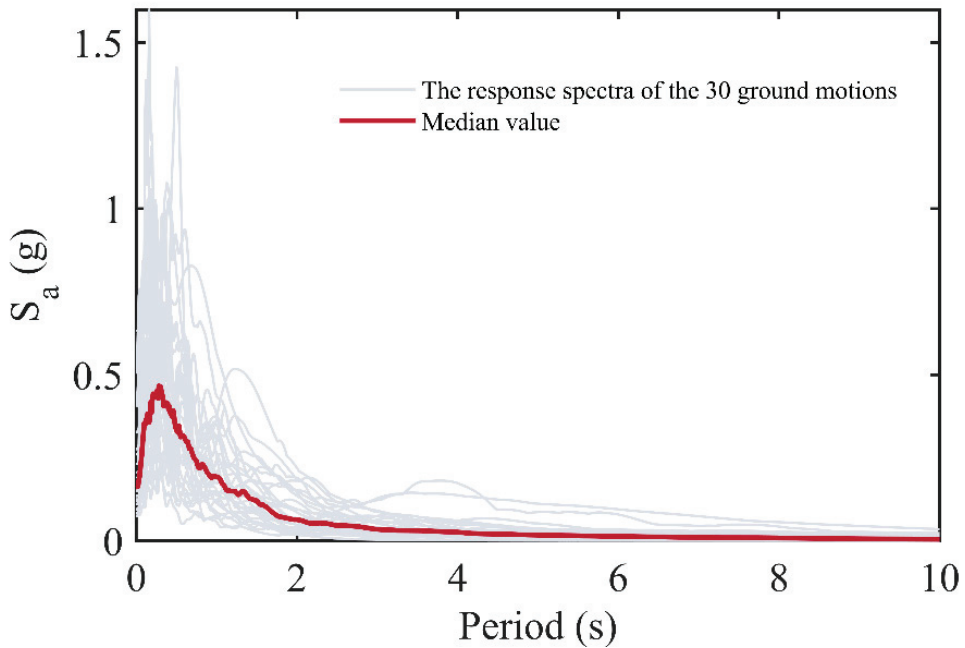 1.5
The response spectra of the 30 ground motions
Median value
1
S_a (g)
0.5
0
0 2 4 6 8 10
Period (s)